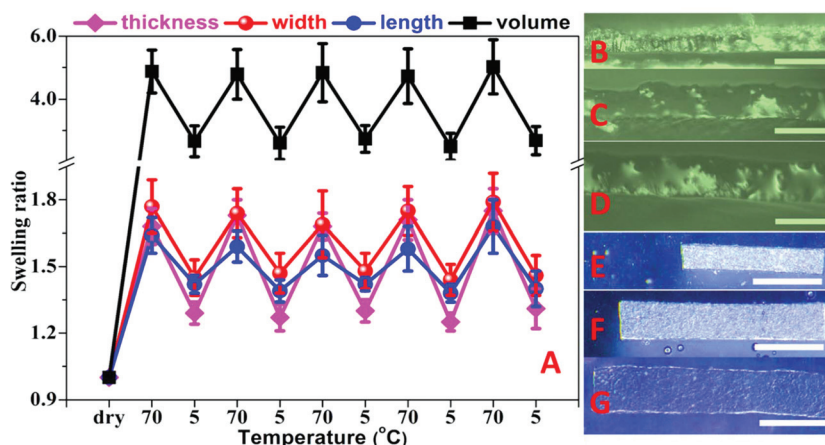 thickness width length volume
6.0
4.0
1.8
1.5
1.2
0.9
Swelling ratio
dry 70 5 70 5 70 5 70 5 70 5
Temperature (°C)
A
B
C
D
E
F
G